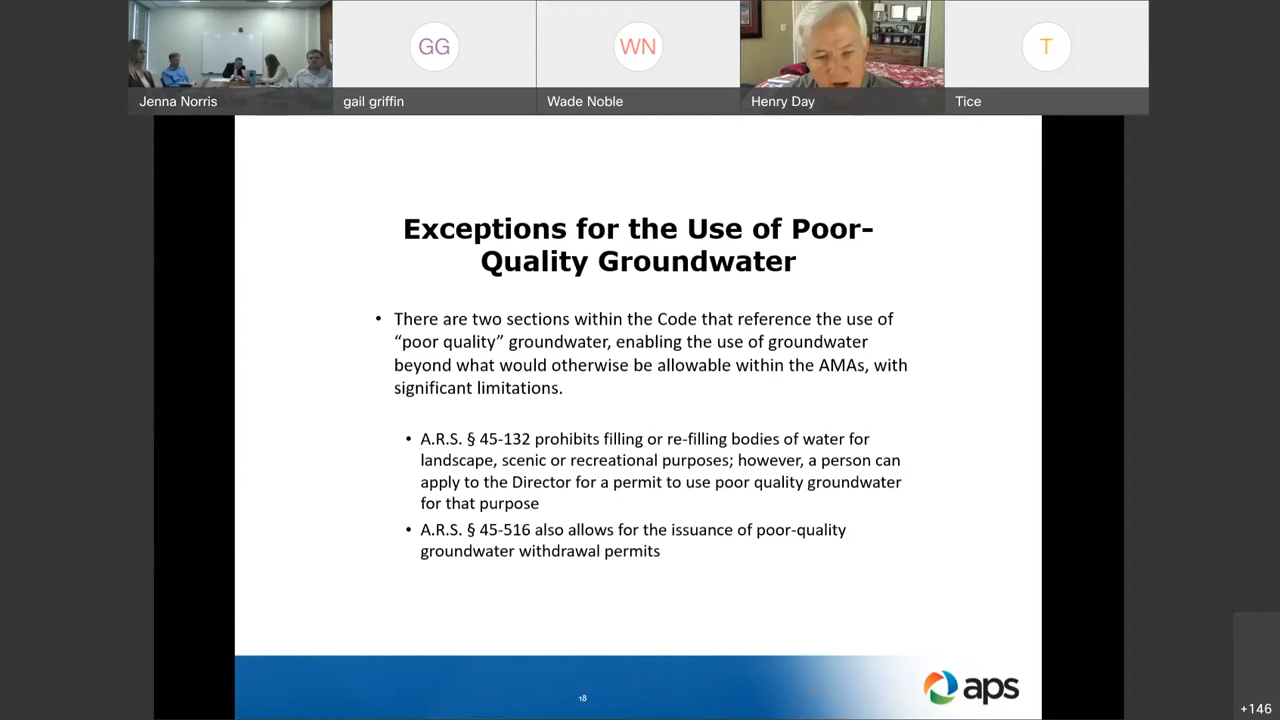 GG
WN
T
Jenna Norris
gail griffin
Wade Noble
Henry Day
Tice
Exceptions for the Use of Poor-
Quality Groundwater
• There are two sections within the Code that reference the use of
“poor quality” groundwater, enabling the use of groundwater
beyond what would otherwise be allowable within the AMAs, with
significant limitations.
• A.R.S. § 45-132 prohibits filling or re-filling bodies of water for
landscape, scenic or recreational purposes; however, a person can
apply to the Director for a permit to use poor quality groundwater
for that purpose
• A.R.S. § 45-516 also allows for the issuance of poor-quality
groundwater withdrawal permits
18
aps
+146